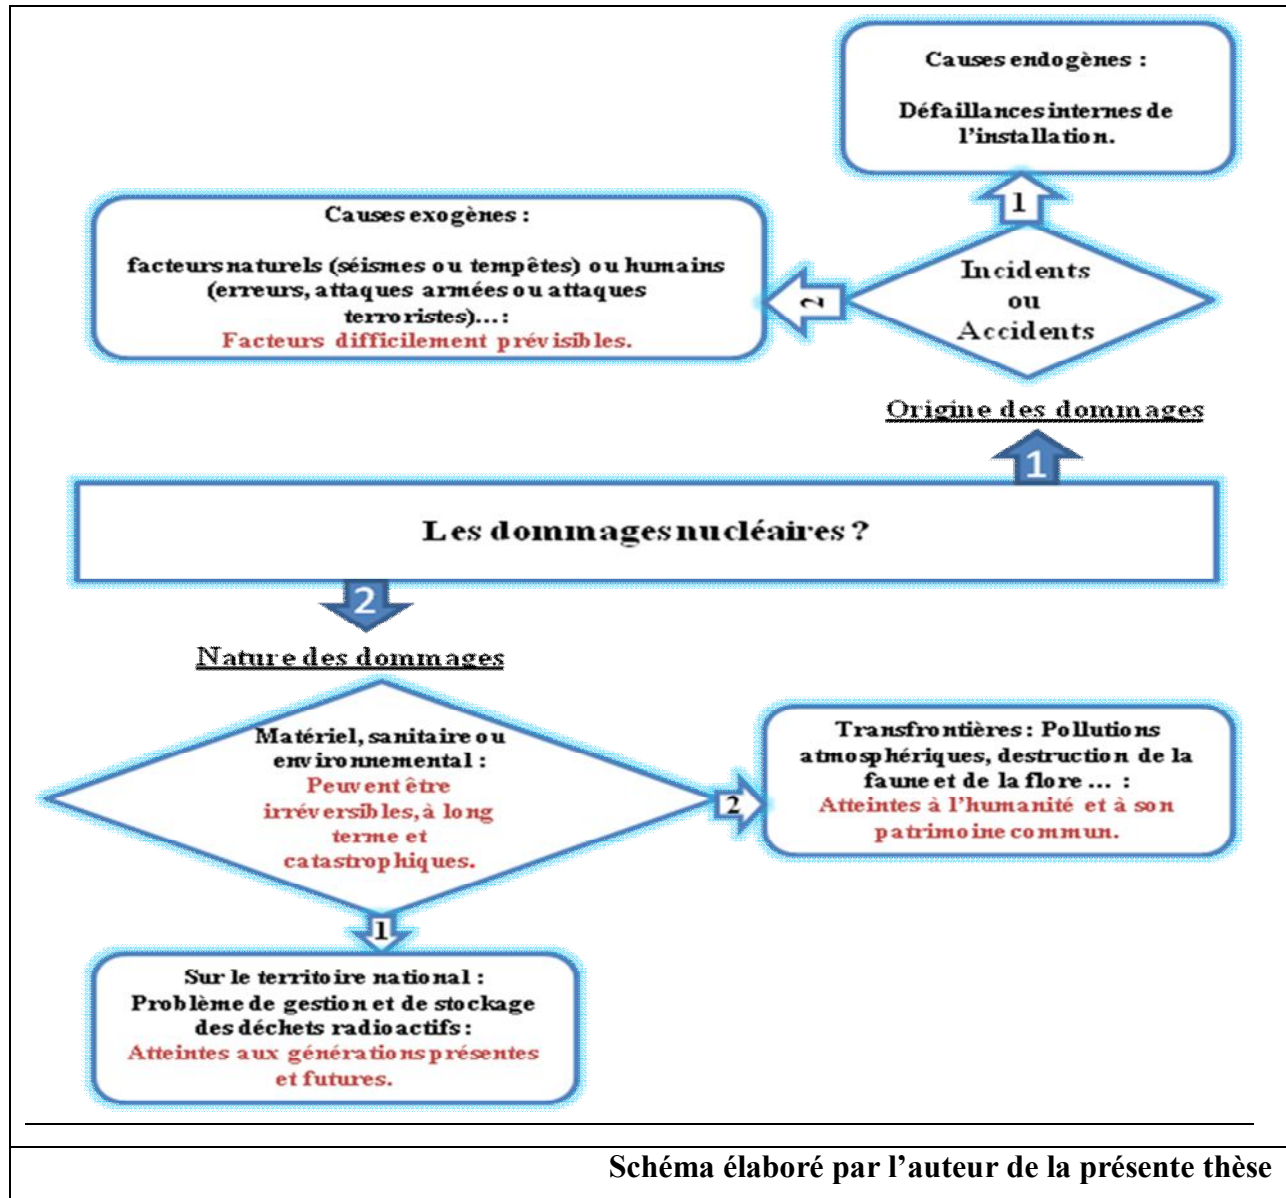 Causes endogènes :
Défaillances internes de
l'installation.
1
Causes exogènes :
facteurs naturels (séismes ou tempêtes) ou humains
(erreurs, attaques armées ou attaques
terroristes)...:
Facteurs difficilement prévisibles.
2
Incidents
ou
Accidents
Origine des dommages
1
Les dommages nucléaires ?
2
Nature des dommages
Matériel, sanitaire ou
environnemental :
Peuvent être
irréversibles, à long
terme et
catastrophiques.
2
Transfrontières : Pollutions
atmosphériques, destruction de la
faune et de la flore ... :
Atteintes à l'humanité et à son
patrimoine commun.
1
Sur le territoire national :
Problème de gestion et de stockage
des déchets radioactifs :
Atteintes aux générations présentes
et futures.
Schéma élaboré par l'auteur de la présente thèse